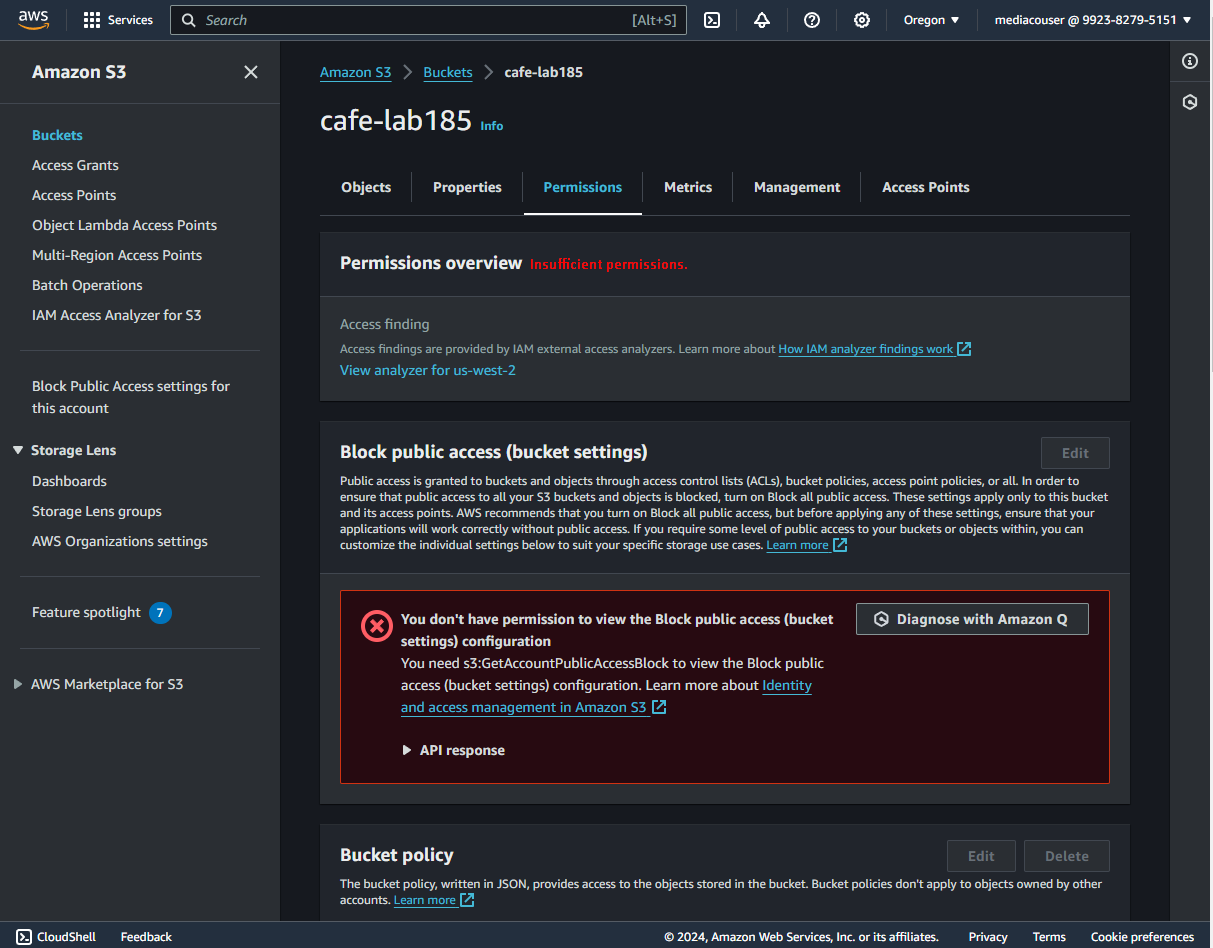 aws
Services
Search
[Alt+S]
Oregon
mediacouser @ 9923-8279-5151
Amazon S3
Buckets
Access Grants
Access Points
Object Lambda Access Points
Multi-Region Access Points
Batch Operations
IAM Access Analyzer for S3
Block Public Access settings for
this account
Storage Lens
Dashboards
Storage Lens groups
AWS Organizations settings
Feature spotlight 7
AWS Marketplace for S3
Amazon S3 > Buckets > cafe-lab185
cafe-lab185 Info
Objects
Properties
Permissions
Metrics
Management
Access Points
Permissions overview Insufficient permissions.
Access finding
Access findings are provided by IAM external access analyzers. Learn more about How IAM analyzer findings work
View analyzer for us-west-2
Block public access (bucket settings)
Edit
Public access is granted to buckets and objects through access control lists (ACLs), bucket policies, access point policies, or all. In order to
ensure that public access to all your S3 buckets and objects is blocked, turn on Block all public access. These settings apply only to this bucket
and its access points. AWS recommends that you turn on Block all public access, but before applying any of these settings, ensure that your
applications will work correctly without public access. If you require some level of public access to your buckets or objects within, you can
customize the individual settings below to suit your specific storage use cases. Learn more
You don't have permission to view the Block public access (bucket
settings) configuration
Diagnose with Amazon Q
You need s3:GetAccountPublicAccessBlock to view the Block public
access (bucket settings) configuration. Learn more about Identity
and access management in Amazon S3
API response
Bucket policy
Edit
Delete
The bucket policy, written in JSON, provides access to the objects stored in the bucket. Bucket policies don't apply to objects owned by other
accounts. Learn more
CloudShell
Feedback
© 2024, Amazon Web Services, Inc. or its affiliates.
Privacy
Terms
Cookie preferences